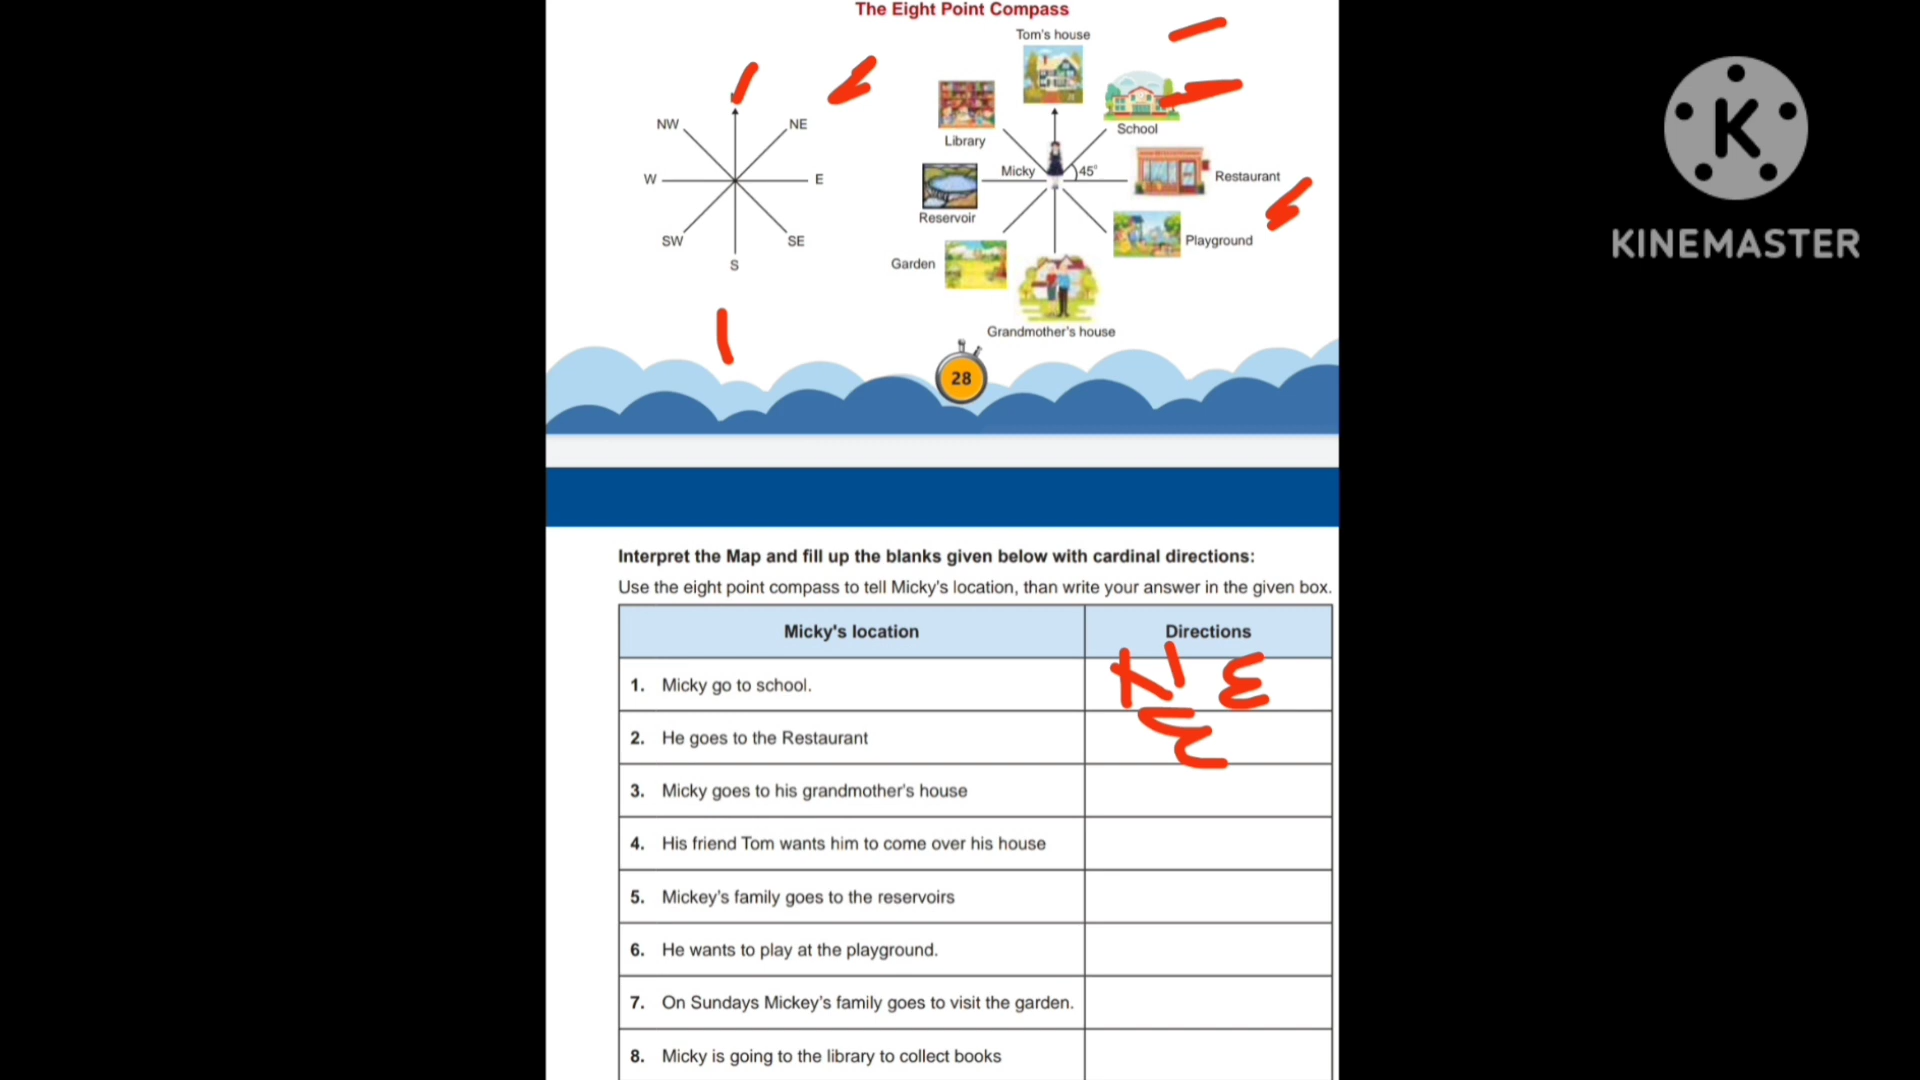 The Eight Point Compass
Tom's house
School
Library
Micky
45°
Restaurant
Reservoir
Playground
Garden
Grandmother's house
NW
NE
W
E
SW
SE
S
28
K
KINEMASTER
Interpret the Map and fill up the blanks given below with cardinal directions:
Use the eight point compass to tell Micky's location, than write your answer in the given box.
Micky's location Directions
1. Micky go to school. N E
2. He goes to the Restaurant E
3. Micky goes to his grandmother's house
4. His friend Tom wants him to come over his house
5. Mickey's family goes to the reservoirs
6. He wants to play at the playground.
7. On Sundays Mickey's family goes to visit the garden.
8. Micky is going to the library to collect books